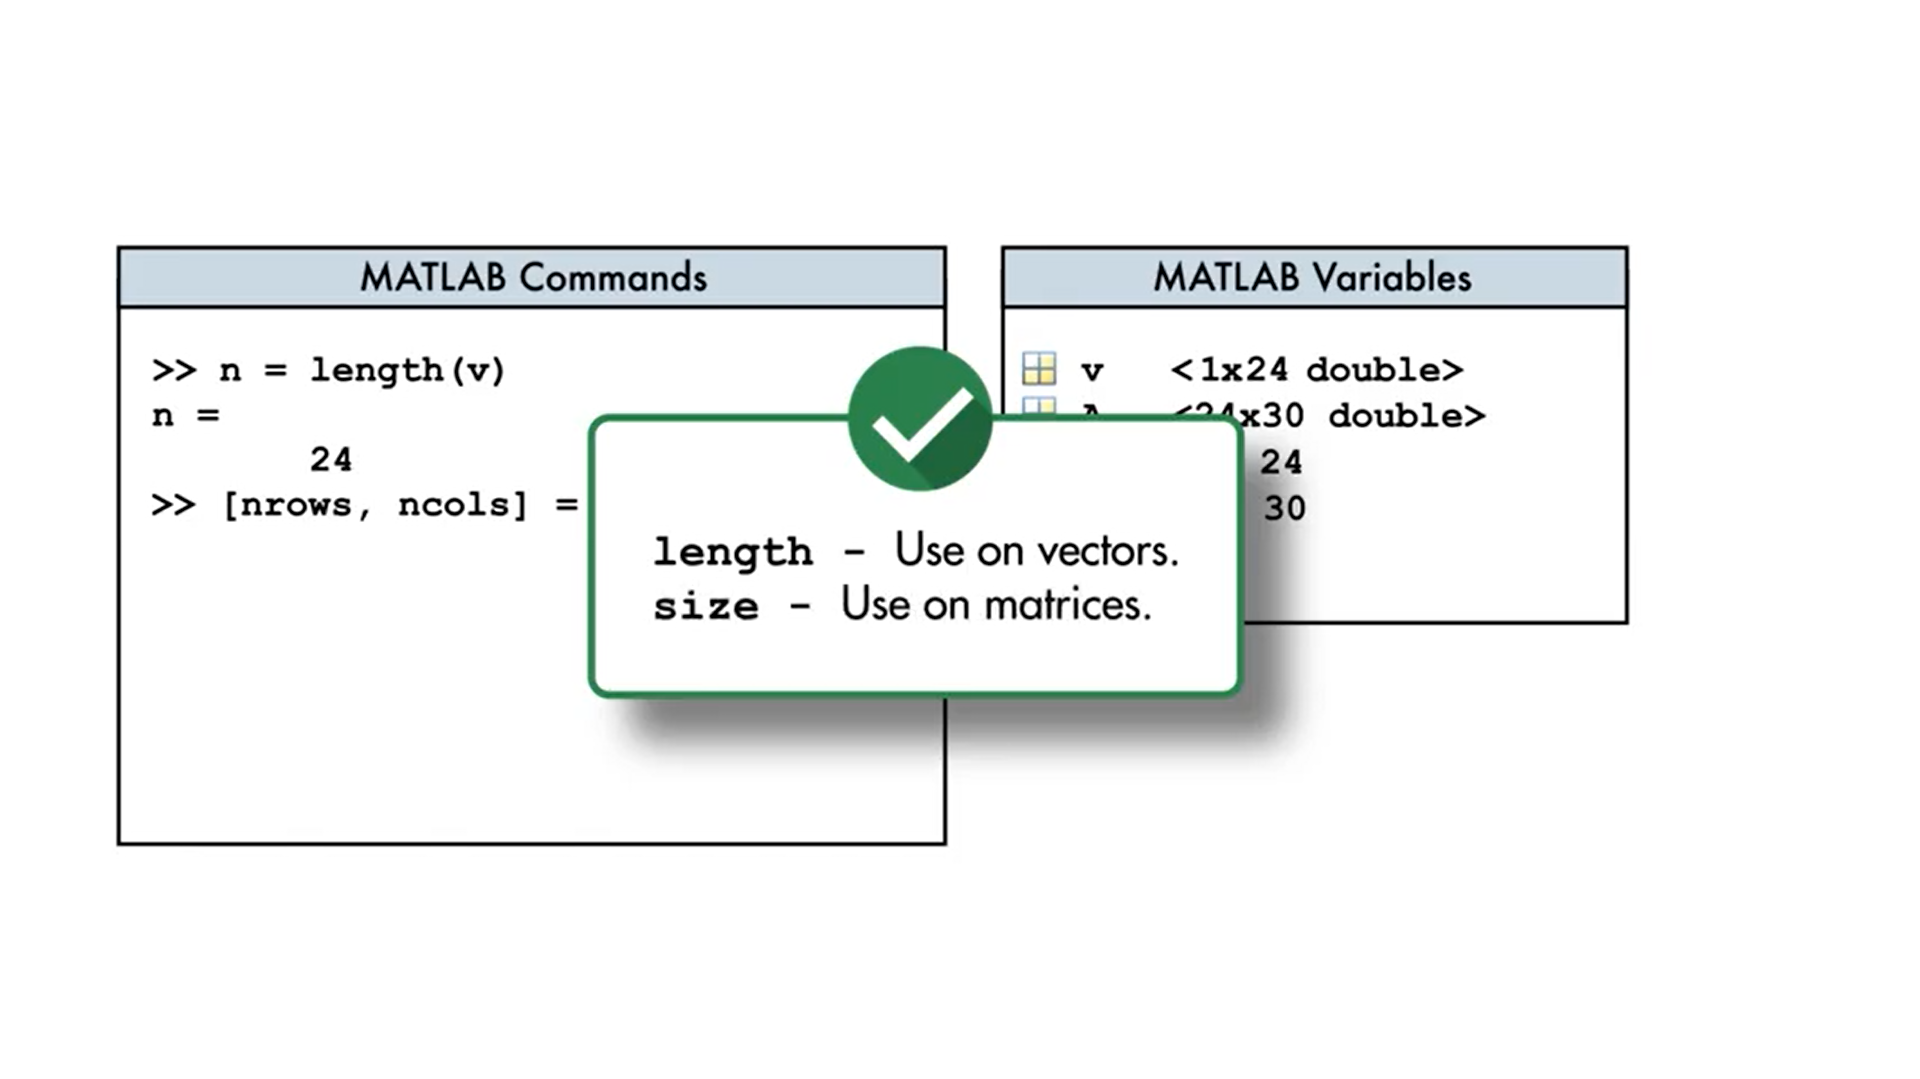 MATLAB Commands
>> n = length(v)
n =
24
>> [nrows, ncols] =
MATLAB Variables
v <1x24 double>
<24x30 double>
24
30
length - Use on vectors.
size - Use on matrices.